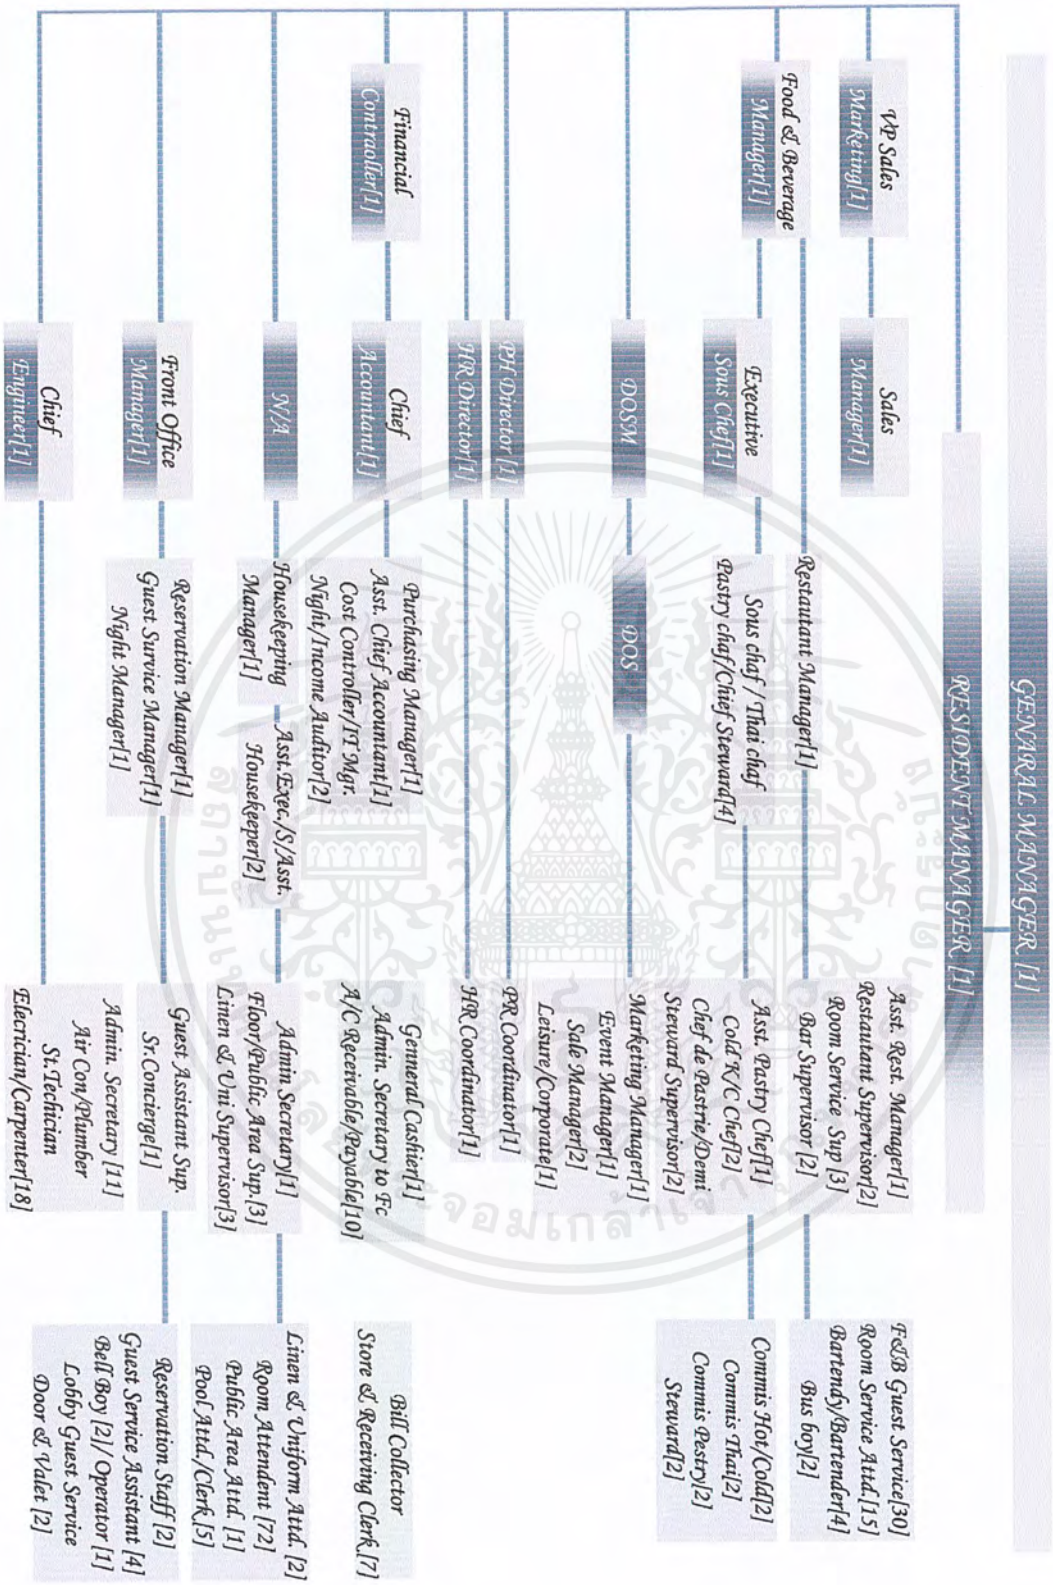 GENARAL MANAGER [1]
RESIDENT MANAGER [1]
VP Sales
Marketing[1]
Sales
Manager[1]
Food & Beverage
Manager[1]
Restautant Manager[1]
Asst. Rest. Manager[1]
Restautant Supervisor[2]
Room Service Sup [3]
Bar Supervisor [2]
F&B Guest Service[30]
Room Service Attd.[15]
Bartendy/Bartender[4]
Bus boy[2]
Executive
Sous Chef[1]
Sous chaf / Thai chaf
Pastry chaf/Chief Steward[4]
Asst. Pastry Chef[1]
Cold K/C Chef[2]
Chef de Pastrie/Demi
Steward Supervisor[2]
Commis Hot/Cold[2]
Commis Thai[2]
Commis Pestry[2]
Steward[2]
DOSM
DOS
Marketing Manager[1]
Event Manager[1]
Sale Manager[2]
Leisure/Corporate[1]
PH Director [1]
PR Coordinator[1]
HR Director[1]
HR Coordinator[1]
Financial
Contraoller[1]
Chief
Accountant[1]
Purchasing Manager[1]
Asst. Chief Accountant[1]
Cost Controller/IT Mgr.
Night/Income Auditor[2]
Genneral Cashier[1]
Admin. Secretary to Fc
A/C Receivable/Payable[10]
Bill Collector
Store & Receiving Clerk[7]
N/A
Housekeeping
Manager[1]
Asst.Exec./S/Asst.
Housekeeper[2]
Admin Secretary[1]
Floor/Public Area Sup.[3]
Linen & Uni Supervisor[3]
Linen & Uniform Attd. [2]
Room Attendent [72]
Public Area Attd. [1]
Pool Attd./Clerk[5]
Front Office
Manager[1]
Reservation Manager[1]
Guest Service Manager[1]
Night Manager[1]
Guest Assistant Sup.
Sr.Concierge[1]
Reservation Staff [2]
Guest Service Assistant [4]
Bell Boy [2]/Operator [1]
Lobby Guest Service
Door & Valet [2]
Chief
Engineer[1]
Admin. Secretary [11]
Air Con/Plumber
St.Techician
Elecrician/Carpenter[18]